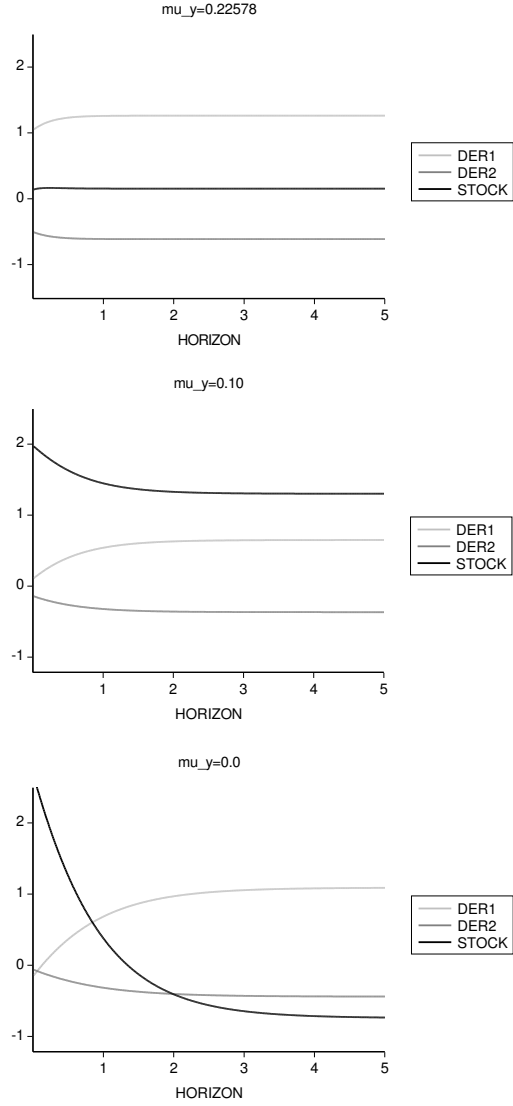 mu_y=0.22578
2
1
0
-1
DER1
DER2
STOCK
1 2 3 4 5
HORIZON
mu_y=0.10
2
1
0
-1
DER1
DER2
STOCK
1 2 3 4 5
HORIZON
mu_y=0.0
2
1
0
-1
DER1
DER2
STOCK
1 2 3 4 5
HORIZON